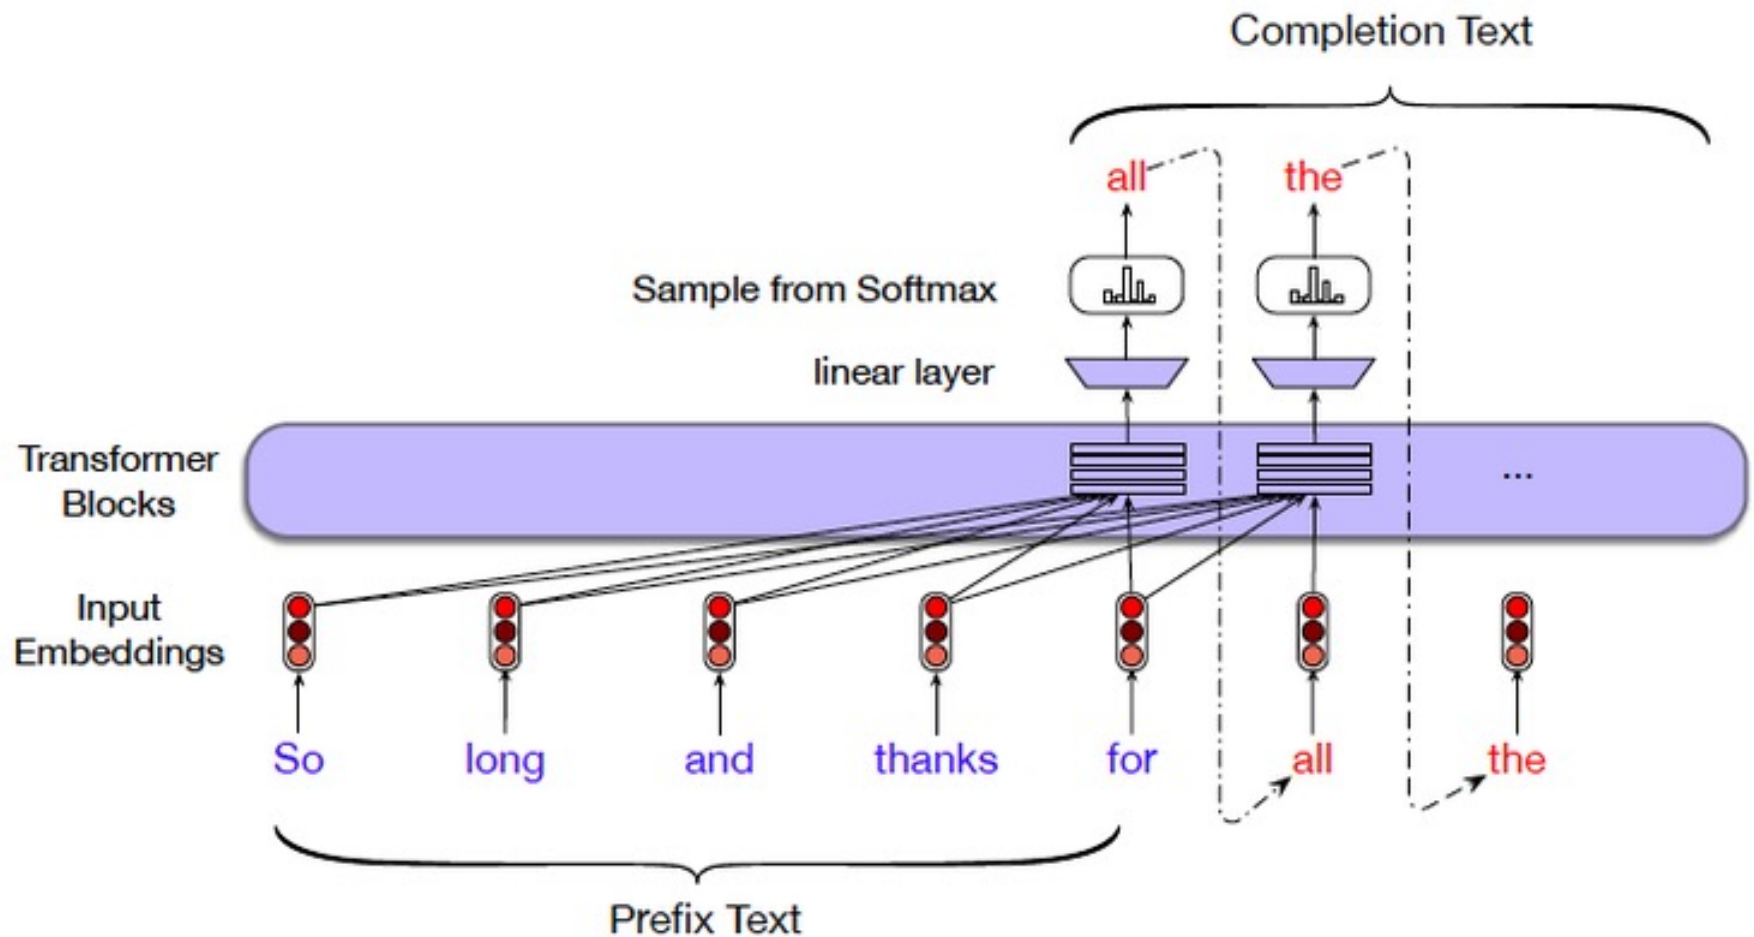 Completion Text
all the
Sample from Softmax
linear layer
Transformer
Blocks
...
Input
Embeddings
So long and thanks for all the
Prefix Text